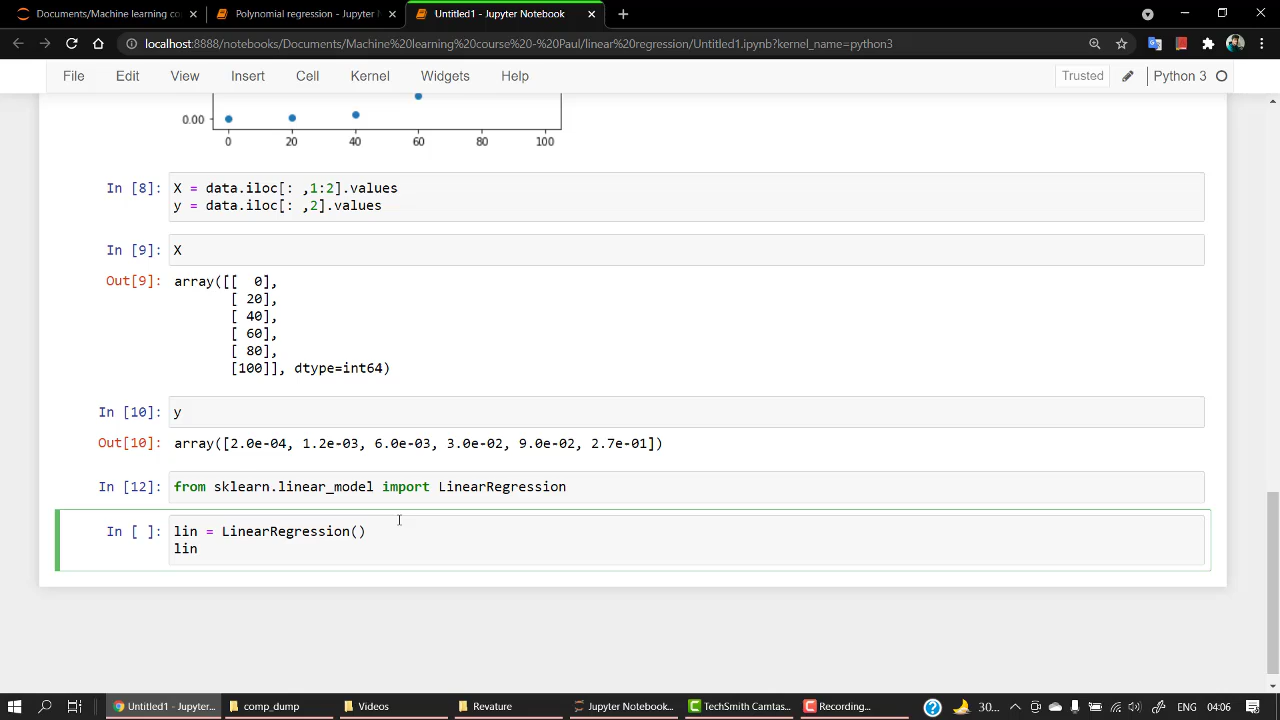 Documents/Machine learning co
Polynomial regression - Jupyter N
Untitled1 - Jupyter Notebook
localhost:8888/notebooks/Documents/Machine%20learning%20course%20-%20Paul/linear%20regression/Untitled1.ipynb?kernel_name=python3
File Edit View Insert Cell Kernel Widgets Help Trusted Python 3
0.00
0 20 40 60 80 100
In [8]: X = data.iloc[: ,1:2].values
y = data.iloc[: ,2].values
In [9]: X
Out[9]: array([[  0],
[ 20],
[ 40],
[ 60],
[ 80],
[100]], dtype=int64)
In [10]: y
Out[10]: array([2.0e-04, 1.2e-03, 6.0e-03, 3.0e-02, 9.0e-02, 2.7e-01])
In [12]: from sklearn.linear_model import LinearRegression
In [ ]: lin = LinearRegression()
lin
Untitled1 - Jupyter... comp_dump Videos Revature Jupyter Notebook... TechSmith Camtas... Recording... 30... ENG 04:06